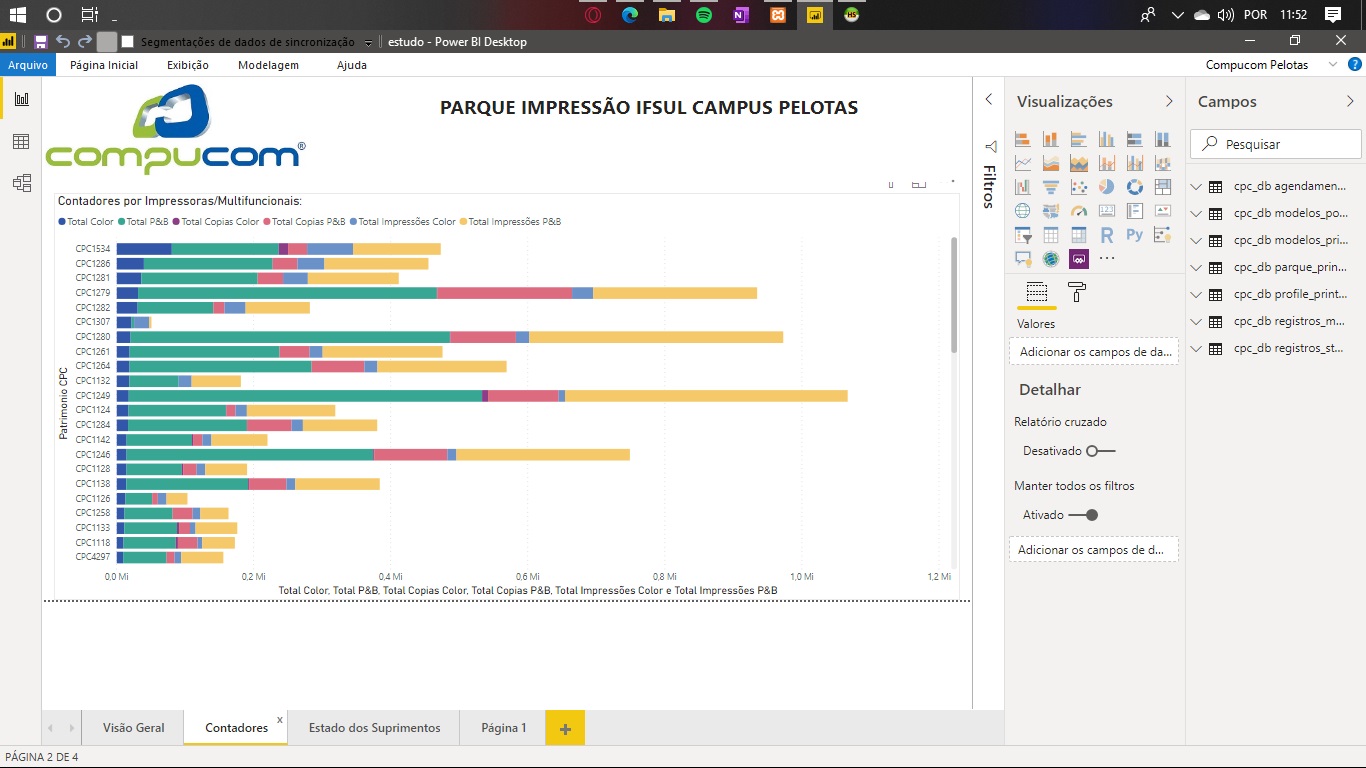 POR 11:52
Segmentações de dados de sincronização estudo - Power BI Desktop
Arquivo Página Inicial Exibição Modelagem Ajuda Compucom Pelotas
compucom®
PARQUE IMPRESSÃO IFSUL CAMPUS PELOTAS
Contadores por Impressoras/Multifuncionais:
Total Color Total P&B Total Copias Color Total Copias P&B Total Impressões Color Total Impressões P&B
Patrimonio CPC
CPC1534
CPC1286
CPC1281
CPC1279
CPC1282
CPC1307
CPC1280
CPC1261
CPC1264
CPC1132
CPC1249
CPC1124
CPC1284
CPC1142
CPC1246
CPC1128
CPC1138
CPC1126
CPC1258
CPC1133
CPC1118
CPC4297
0,0 Mi 0,2 Mi 0,4 Mi 0,6 Mi 0,8 Mi 1,0 Mi 1,2 Mi
Total Color, Total P&B, Total Copias Color, Total Copias P&B, Total Impressões Color e Total Impressões P&B
Filtros
Visualizações
R Py
Valores
Adicionar os campos de da...
Detalhar
Relatório cruzado
Desativado
Manter todos os filtros
Ativado
Adicionar os campos de d...
Campos
Pesquisar
cpc_db agendamen...
cpc_db modelos_po...
cpc_db modelos_pri...
cpc_db parque_prin...
cpc_db profile_print...
cpc_db registros_m...
cpc_db registros_st...
Visão Geral Contadores x Estado dos Suprimentos Página 1 +
PÁGINA 2 DE 4